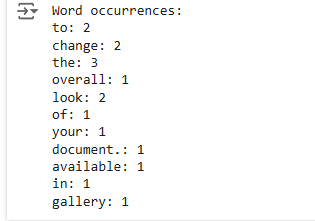 Word occurrences:
to: 2
change: 2
the: 3
overall: 1
look: 2
of: 1
your: 1
document.: 1
available: 1
in: 1
gallery: 1